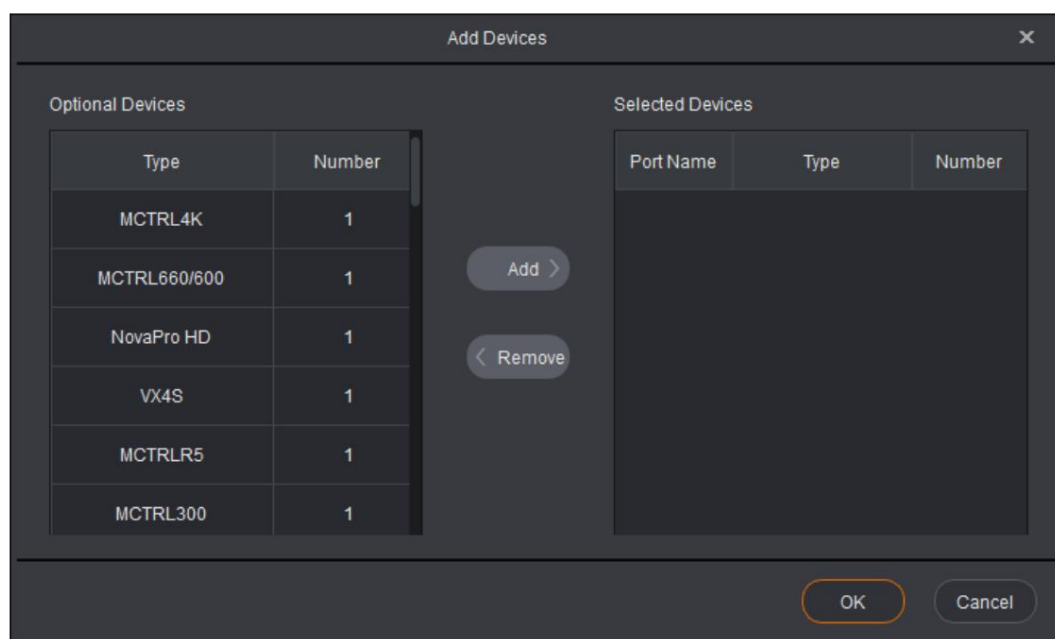 Add Devices
Optional Devices
Selected Devices
Type Number
Port Name Type Number
MCTRL4K 1
MCTRL660/600 1
Add
NovaPro HD 1
Remove
VX4S 1
MCTRLR5 1
MCTRL300 1
OK Cancel